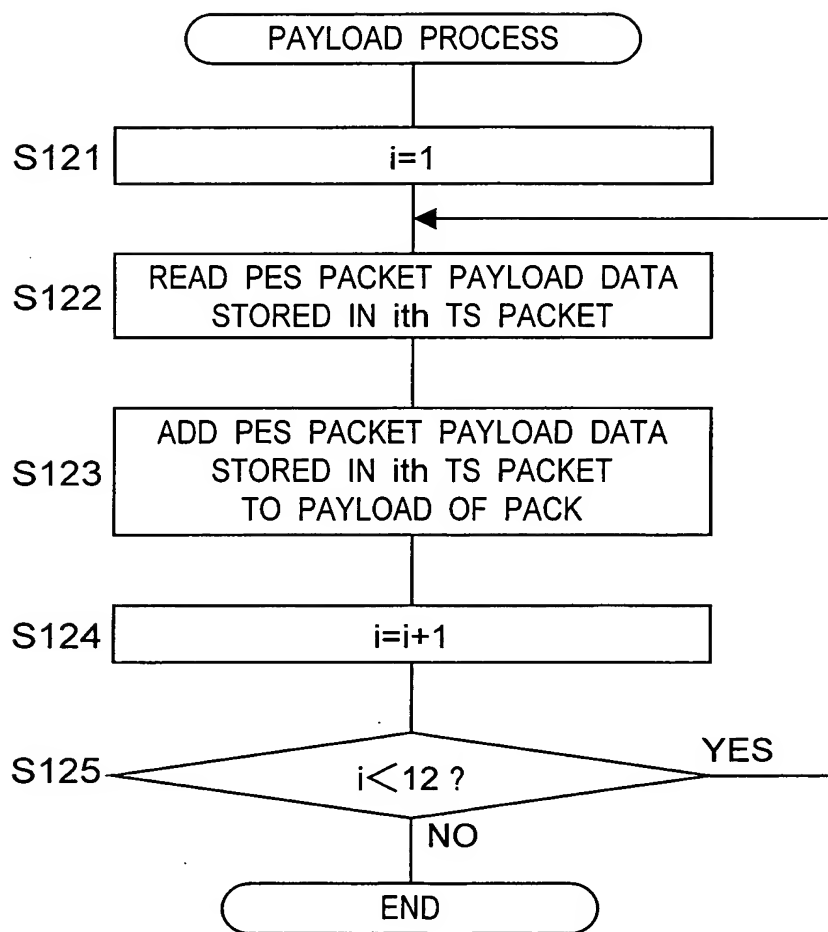 PAYLOAD PROCESS
S121
i=1
S122
READ PES PACKET PAYLOAD DATA
STORED IN ith TS PACKET
S123
ADD PES PACKET PAYLOAD DATA
STORED IN ith TS PACKET
TO PAYLOAD OF PACK
S124
i=i+1
S125
i<12 ?
YES
NO
END